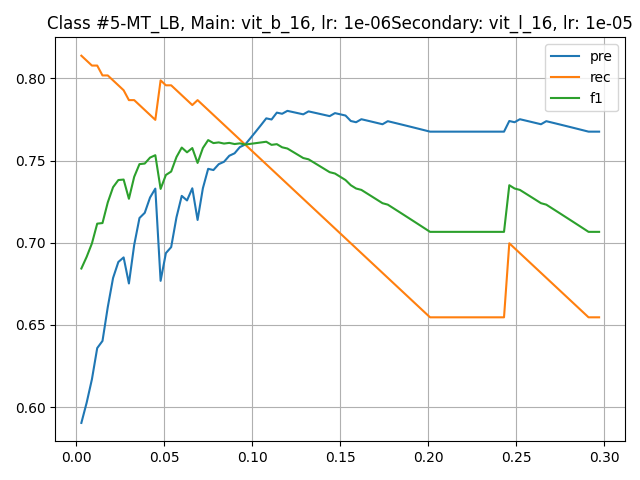 Class #5-MT_LB, Main: vit_b_16, lr: 1e-06Secondary: vit_l_16, lr: 1e-05
pre
rec
f1
0.80
0.75
0.70
0.65
0.60
0.00 0.05 0.10 0.15 0.20 0.25 0.30